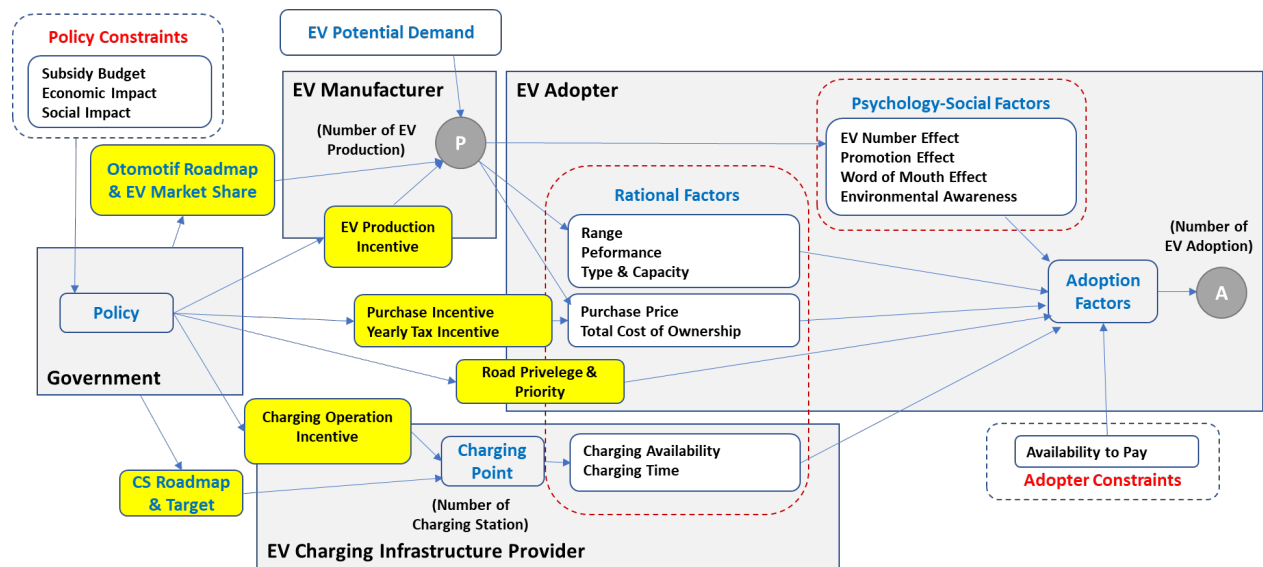 Policy Constraints
Subsidy Budget
Economic Impact
Social Impact
EV Potential Demand
EV Manufacturer
(Number of EV
Production)
P
EV Adopter
Psychology-Social Factors
EV Number Effect
Promotion Effect
Word of Mouth Effect
Environmental Awareness
Otomotif Roadmap
& EV Market Share
EV Production
Incentive
Rational Factors
Range
Peformance
Type & Capacity
(Number of
EV Adoption)
Adoption
Factors
A
Policy
Government
Purchase Incentive
Yearly Tax Incentive
Purchase Price
Total Cost of Ownership
Road Privelege &
Priority
Charging Operation
Incentive
Charging
Point
(Number of
Charging Station)
Charging Availability
Charging Time
CS Roadmap
& Target
EV Charging Infrastructure Provider
Availability to Pay
Adopter Constraints